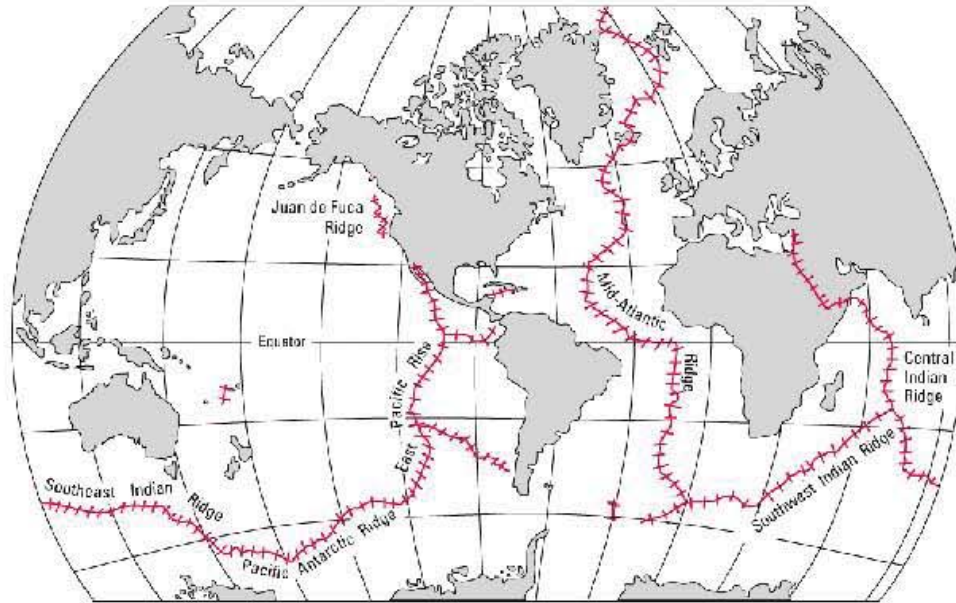 Juan de Fuca
Ridge
Mid-Atlantic
Ridge
Equator
East Pacific Rise
Central
Indian
Ridge
Southeast Indian Ridge
Pacific Antarctic Ridge
Southwest Indian Ridge